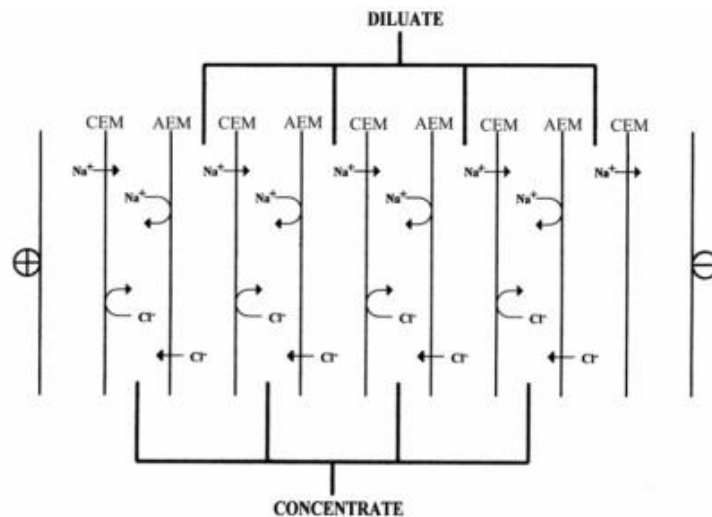 DILUATE
CEM AEM CEM AEM CEM AEM CEM AEM CEM
Na⁺ Na⁺ Na⁺ Na⁺ Na⁺
Na⁺ Na⁺ Na⁺ Na⁺
+ −
Cl⁻ Cl⁻ Cl⁻ Cl⁻
Cl⁻ Cl⁻ Cl⁻ Cl⁻
CONCENTRATE